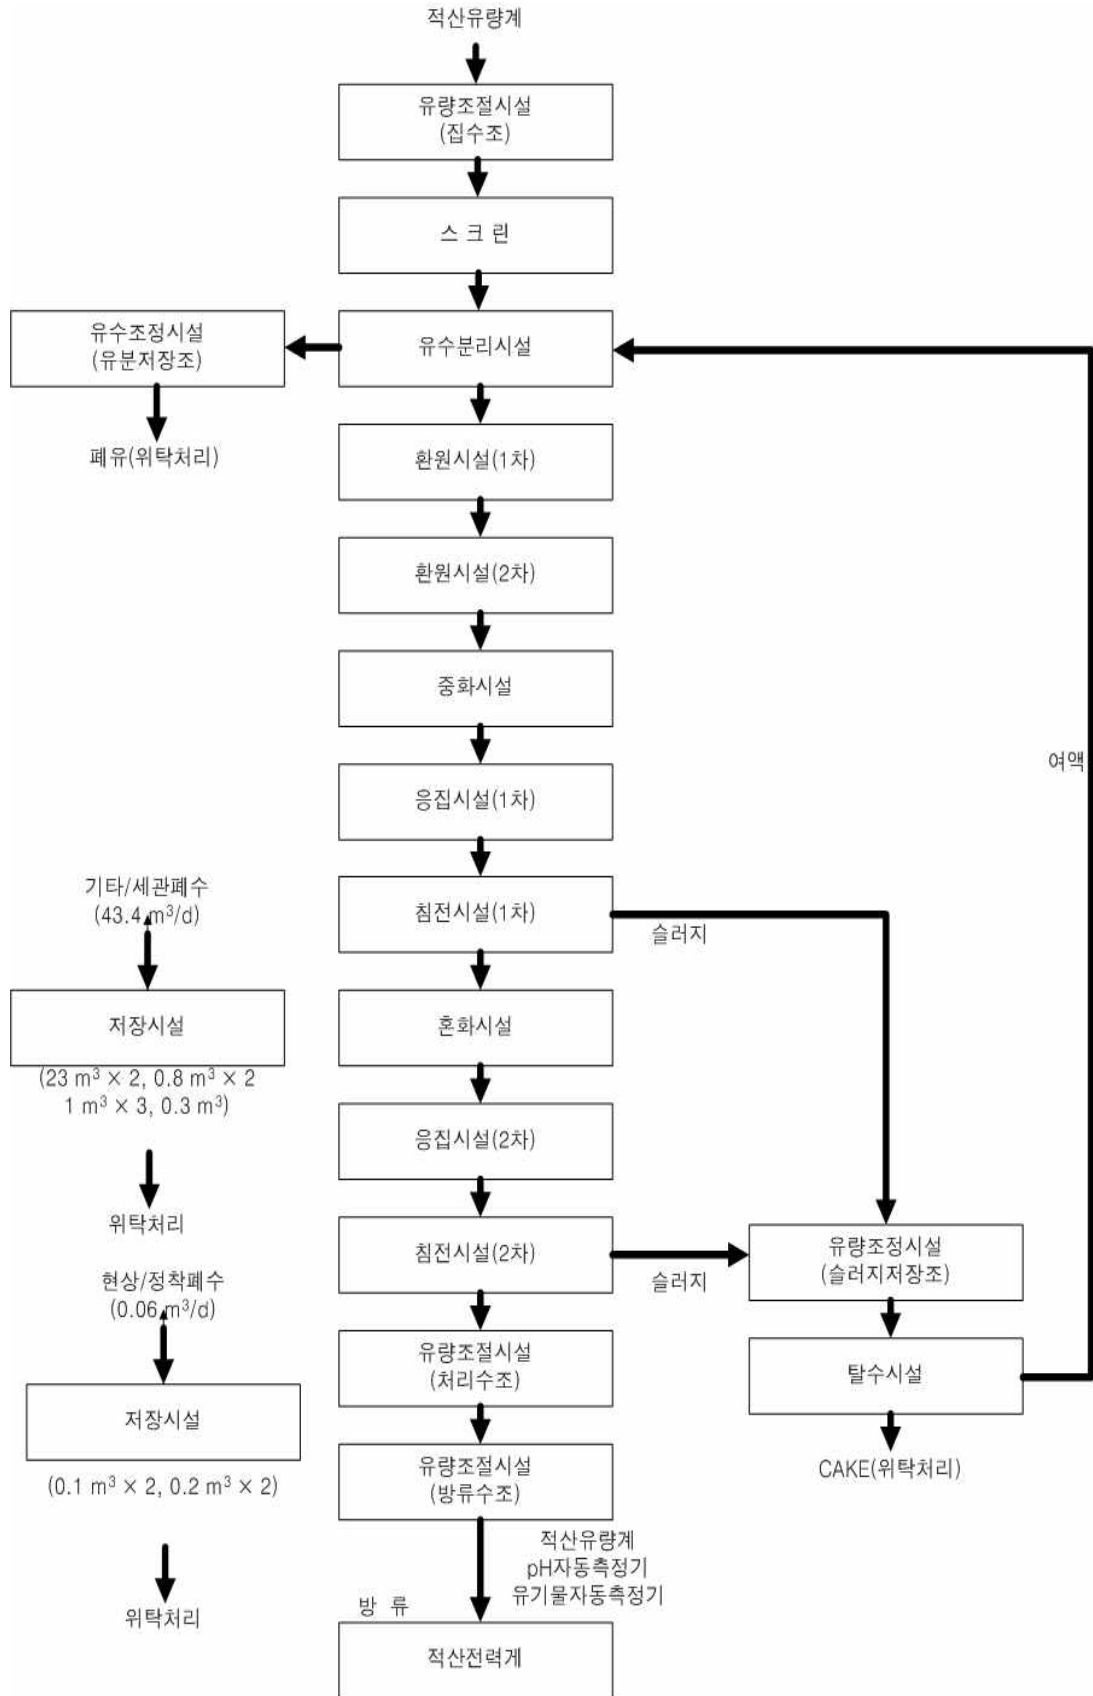 적산유량계
유량조절시설
(집수조)
스 크 린
유수조정시설
(유분저장조)
유수분리시설
폐유(위탁처리)
환원시설(1차)
환원시설(2차)
중화시설
여액
응집시설(1차)
기타/세관폐수
(43.4 m³/d)
침전시설(1차)
슬러지
저장시설
(23 m³ × 2, 0.8 m³ × 2
1 m³ × 3, 0.3 m³)
혼화시설
응집시설(2차)
위탁처리
침전시설(2차)
슬러지
유량조정시설
(슬러지저장조)
현상/정착폐수
(0.06 m³/d)
유량조절시설
(처리수조)
탈수시설
저장시설
(0.1 m³ × 2, 0.2 m³ × 2)
유량조절시설
(방류수조)
CAKE(위탁처리)
적산유량계
pH자동측정기
유기물자동측정기
방 류
위탁처리
적산전력게